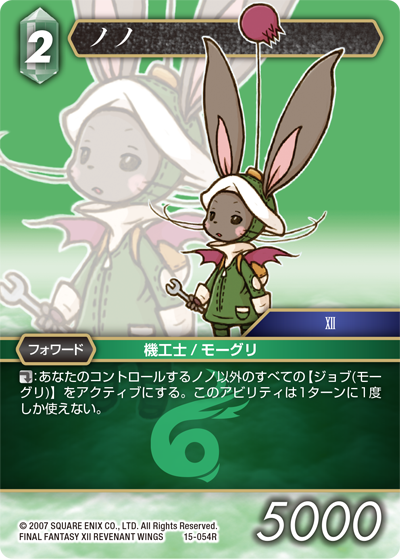 2
ノノ
XII
フォワード
機工士 / モーグリ
:あなたのコントロールするノノ以外のすべての【ジョブ(モー
グリ)】をアクティブにする。このアビリティは1ターンに1度
しか使えない。
© 2007 SQUARE ENIX CO., LTD. All Rights Reserved.
FINAL FANTASY XII REVENANT WINGS 15-054R
5000